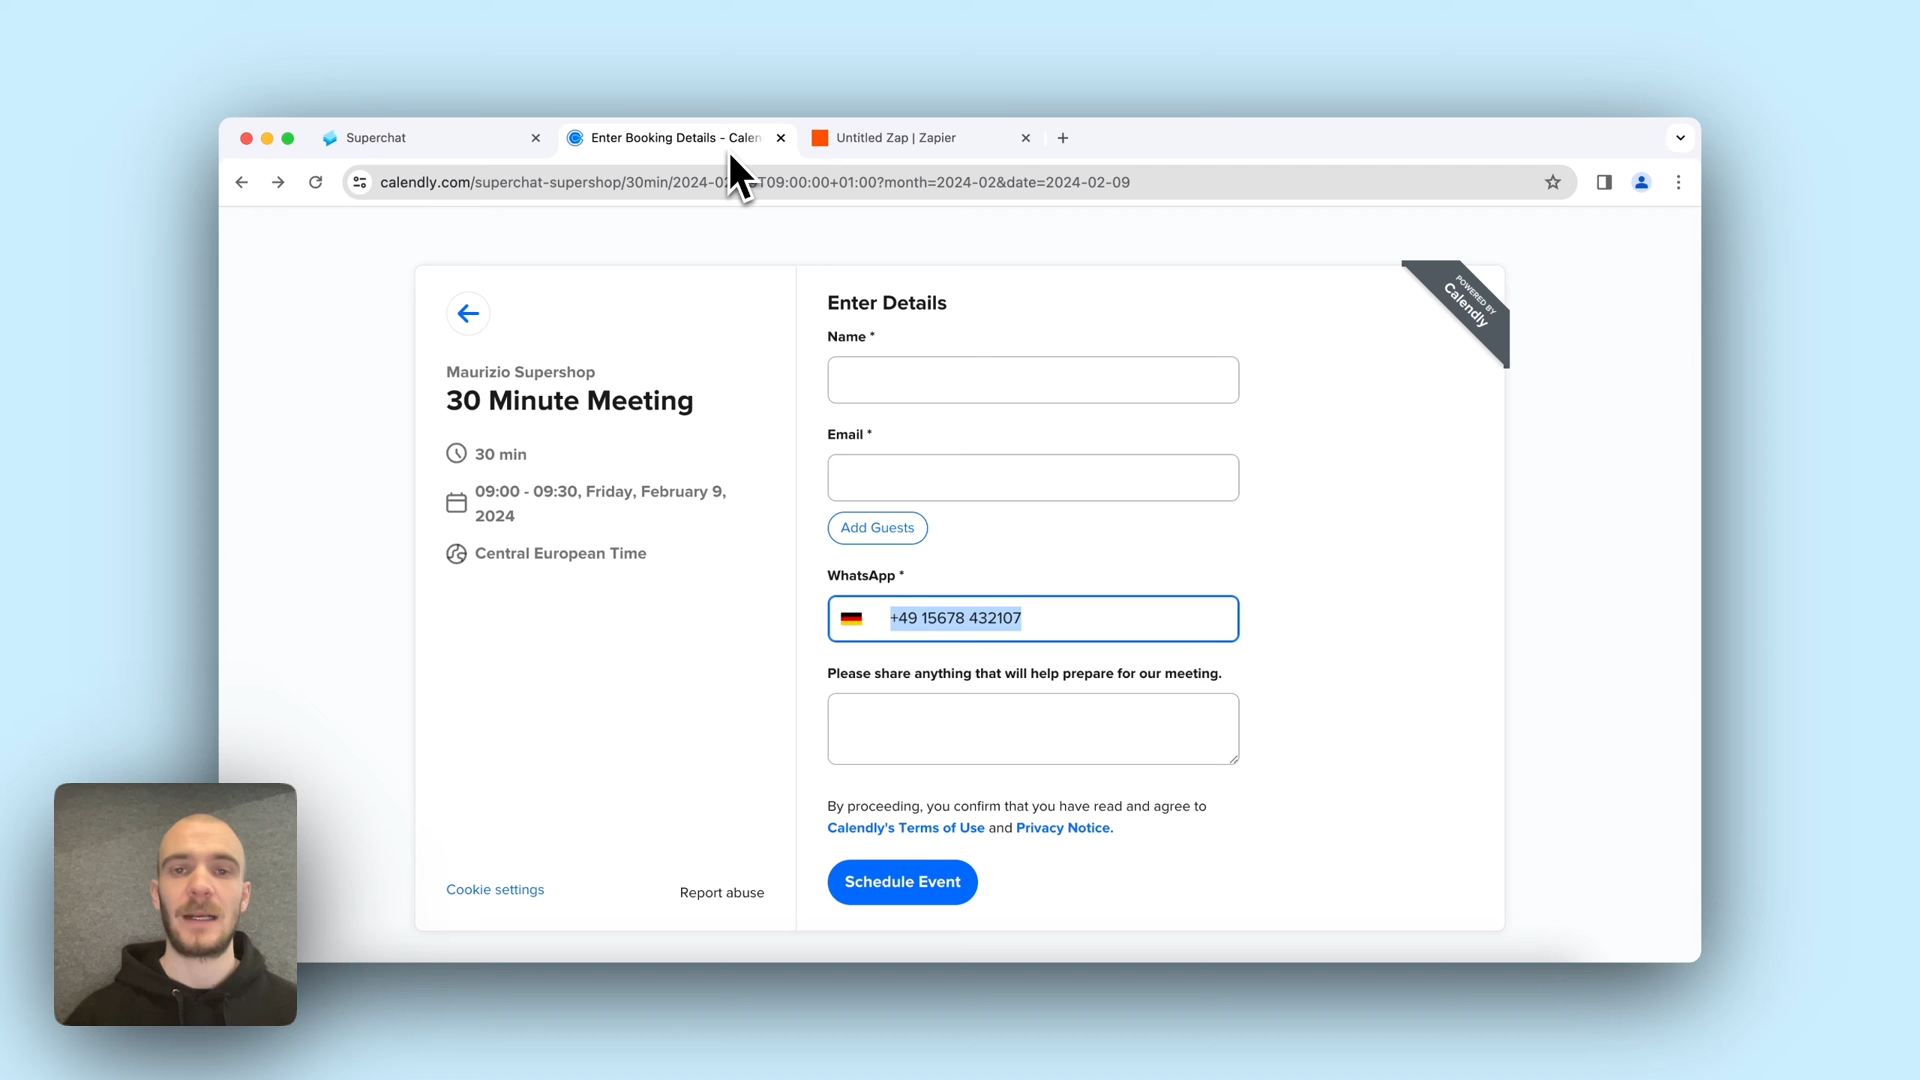 Superchat
Enter Booking Details - Calen
Untitled Zap | Zapier
calendly.com/superchat-supershop/30min/2024-02 T09:00:00+01:00?month=2024-02&date=2024-02-09
POWERED BY
Calendly
Maurizio Supershop
30 Minute Meeting
30 min
09:00 - 09:30, Friday, February 9,
2024
Central European Time
Cookie settings
Report abuse
Enter Details
Name *
Email *
Add Guests
WhatsApp *
+49 15678 432107
Please share anything that will help prepare for our meeting.
By proceeding, you confirm that you have read and agree to
Calendly's Terms of Use and Privacy Notice.
Schedule Event